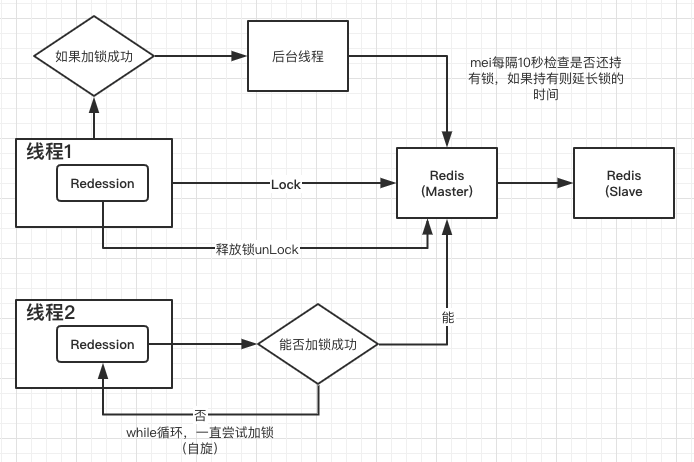 如果加锁成功
后台线程
mei每隔10秒检查是否还持
有锁，如果持有则延长锁的
时间
线程1
Redession
Lock
Redis
(Master)
Redis
(Slave
释放锁unLock
线程2
Redession
能否加锁成功
能
否
while循环，一直尝试加锁
（自旋）